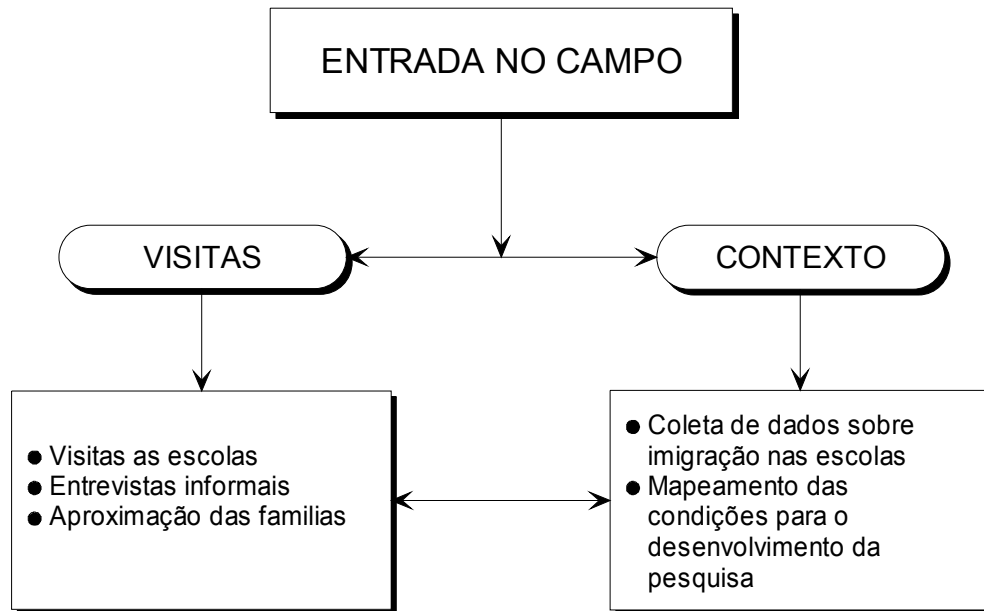 ENTRADA NO CAMPO
VISITAS
CONTEXTO
● Visitas as escolas
● Entrevistas informais
● Aproximação das familias
● Coleta de dados sobre
imigração nas escolas
● Mapeamento das
condições para o
desenvolvimento da
pesquisa